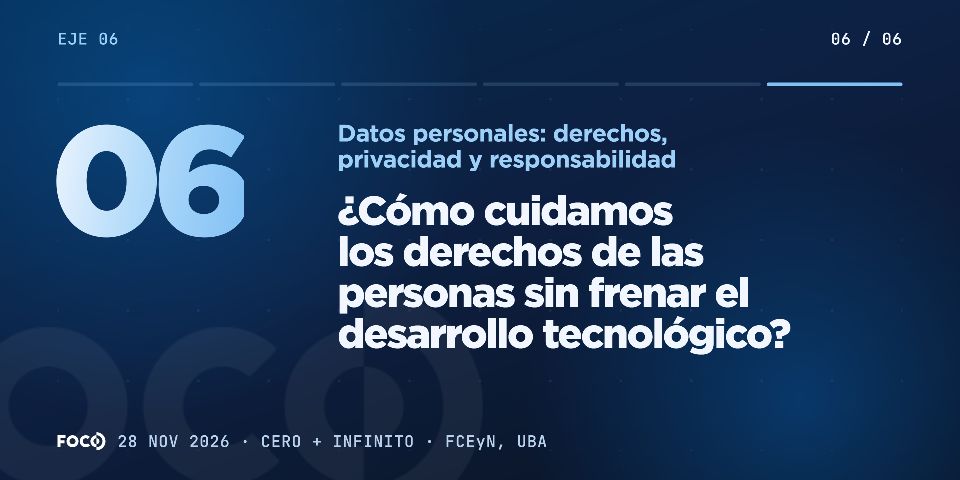 EJE 06
06 / 06
06
Datos personales: derechos,
privacidad y responsabilidad
¿Cómo cuidamos
los derechos de las
personas sin frenar el
desarrollo tecnológico?
FOCO 28 NOV 2026 · CERO + INFINITO · FCEyN, UBA